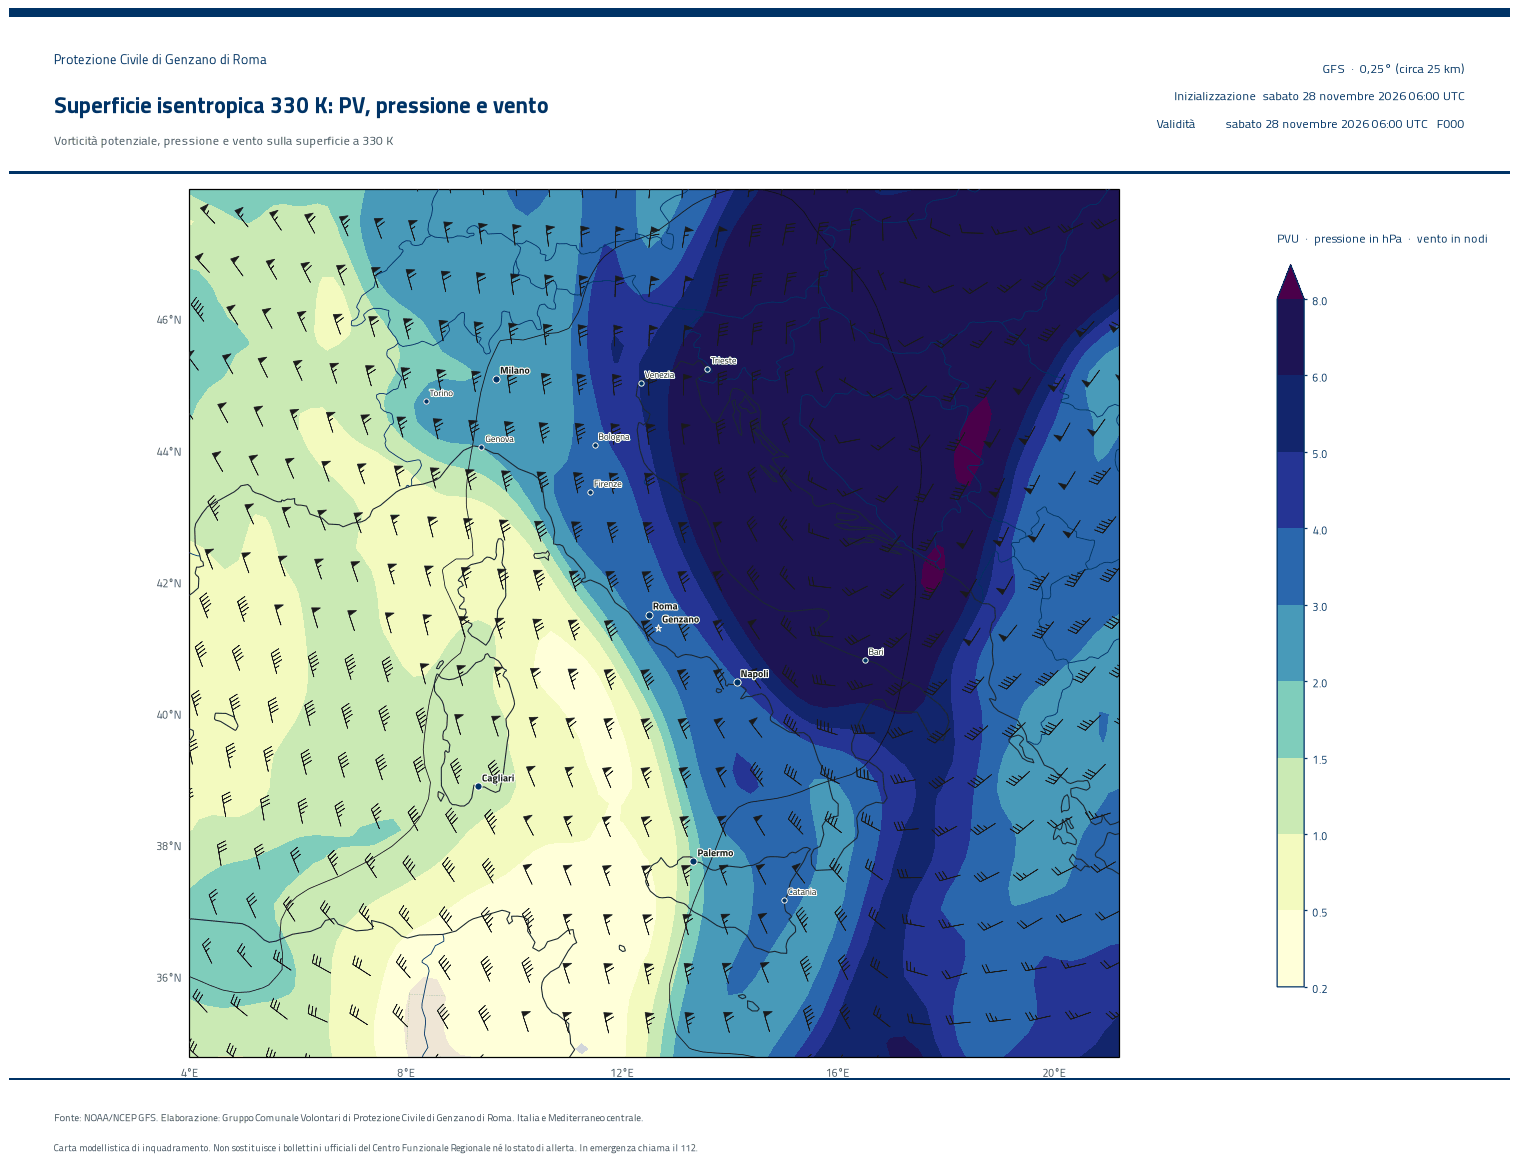 Protezione Civile di Genzano di Roma
Superficie isentropica 330 K: PV, pressione e vento
Vorticità potenziale, pressione e vento sulla superficie a 330 K
GFS · 0,25° (circa 25 km)
Inizializzazione sabato 28 novembre 2026 06:00 UTC
Validità sabato 28 novembre 2026 06:00 UTC F000
PVU · pressione in hPa · vento in nodi
8.0
6.0
5.0
4.0
3.0
2.0
1.5
1.0
0.5
0.2
46°N
44°N
42°N
40°N
38°N
36°N
4°E
8°E
12°E
16°E
20°E
Trieste
Milano
Venezia
Torino
Genova
Bologna
Firenze
Roma
Genzano
Bari
Napoli
Cagliari
Palermo
Catania
Fonte: NOAA/NCEP GFS. Elaborazione: Gruppo Comunale Volontari di Protezione Civile di Genzano di Roma. Italia e Mediterraneo centrale.
Carta modellistica di inquadramento. Non sostituisce i bollettini ufficiali del Centro Funzionale Regionale né lo stato di allerta. In emergenza chiama il 112.